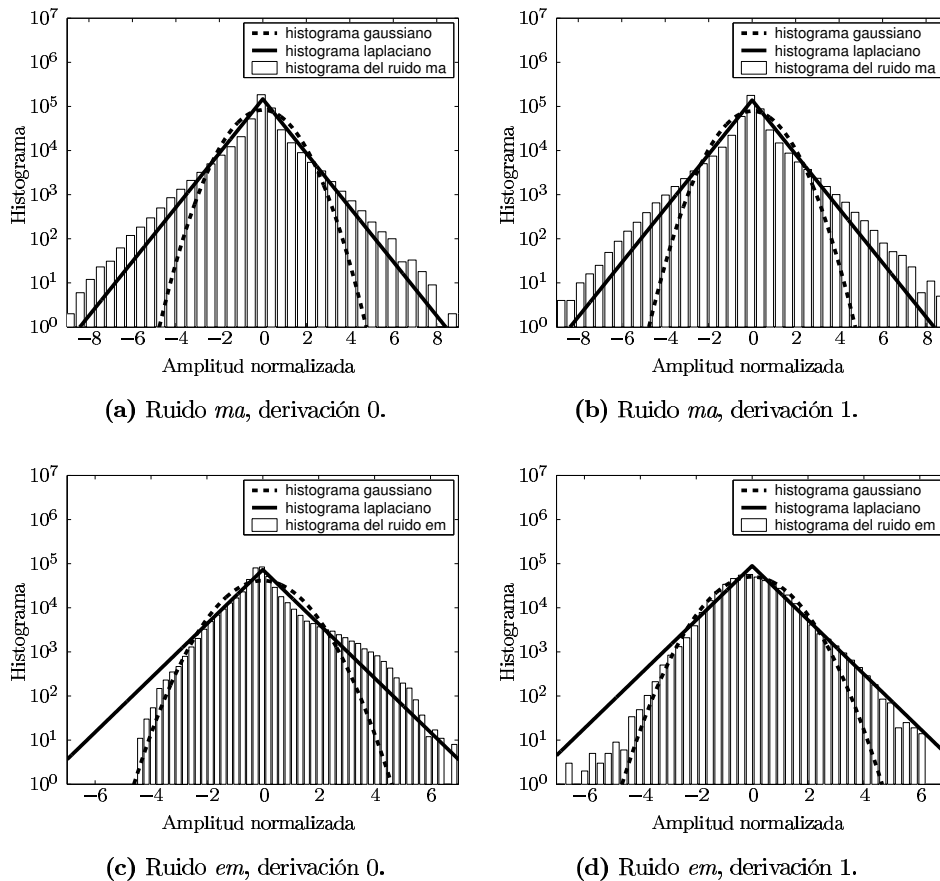 10^7
10^6
10^5
10^4
10^3
10^2
10^1
10^0
Histograma
histograma gaussiano
histograma laplaciano
histograma del ruido ma
−8 −6 −4 −2 0 2 4 6 8
Amplitud normalizada
(a) Ruido ma, derivación 0.
10^7
10^6
10^5
10^4
10^3
10^2
10^1
10^0
Histograma
histograma gaussiano
histograma laplaciano
histograma del ruido ma
−8 −6 −4 −2 0 2 4 6 8
Amplitud normalizada
(b) Ruido ma, derivación 1.
10^7
10^6
10^5
10^4
10^3
10^2
10^1
10^0
Histograma
histograma gaussiano
histograma laplaciano
histograma del ruido em
−6 −4 −2 0 2 4 6
Amplitud normalizada
(c) Ruido em, derivación 0.
10^7
10^6
10^5
10^4
10^3
10^2
10^1
10^0
Histograma
histograma gaussiano
histograma laplaciano
histograma del ruido em
−6 −4 −2 0 2 4 6
Amplitud normalizada
(d) Ruido em, derivación 1.